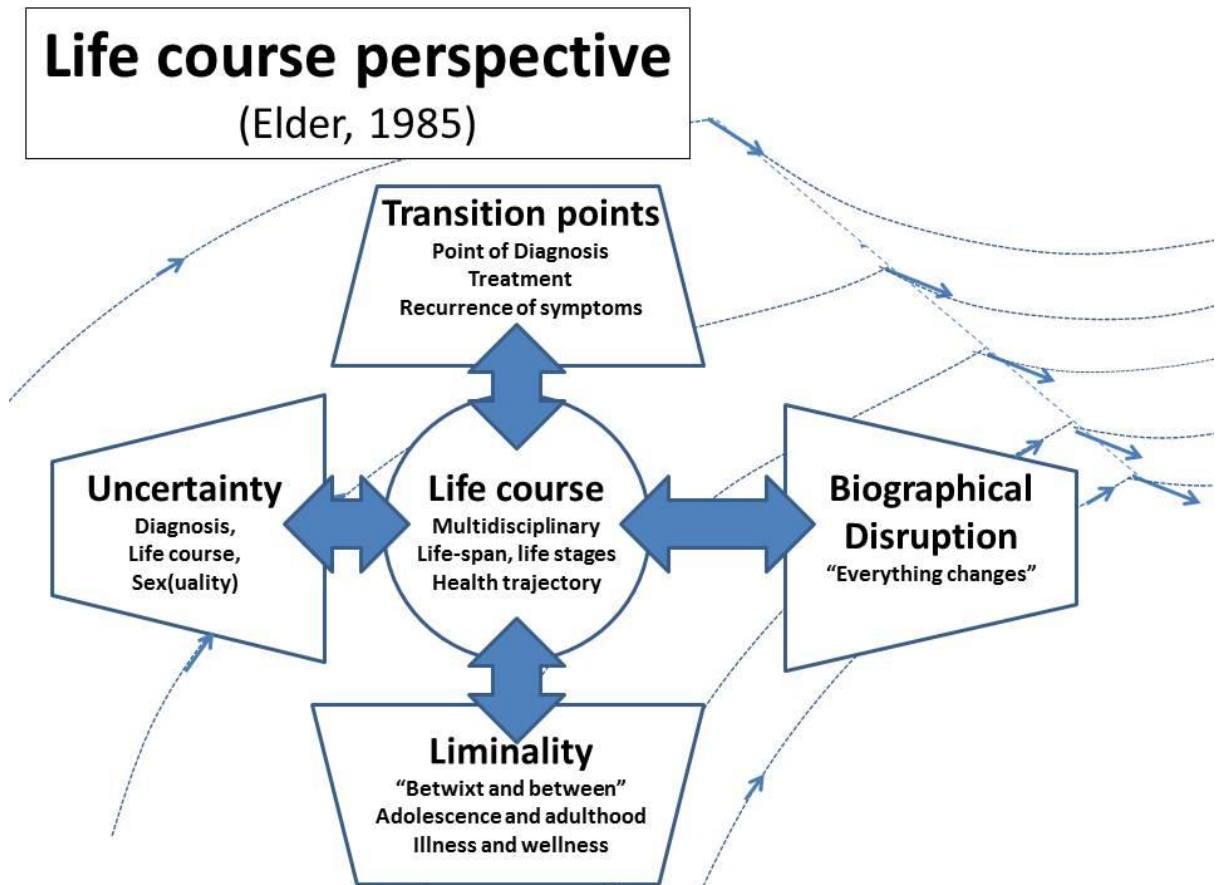 Life course perspective
(Elder, 1985)
Transition points
Point of Diagnosis
Treatment
Recurrence of symptoms
Uncertainty
Diagnosis,
Life course,
Sex(uality)
Life course
Multidisciplinary
Life-span, life stages
Health trajectory
Biographical
Disruption
“Everything changes”
Liminality
“Betwixt and between”
Adolescence and adulthood
Illness and wellness